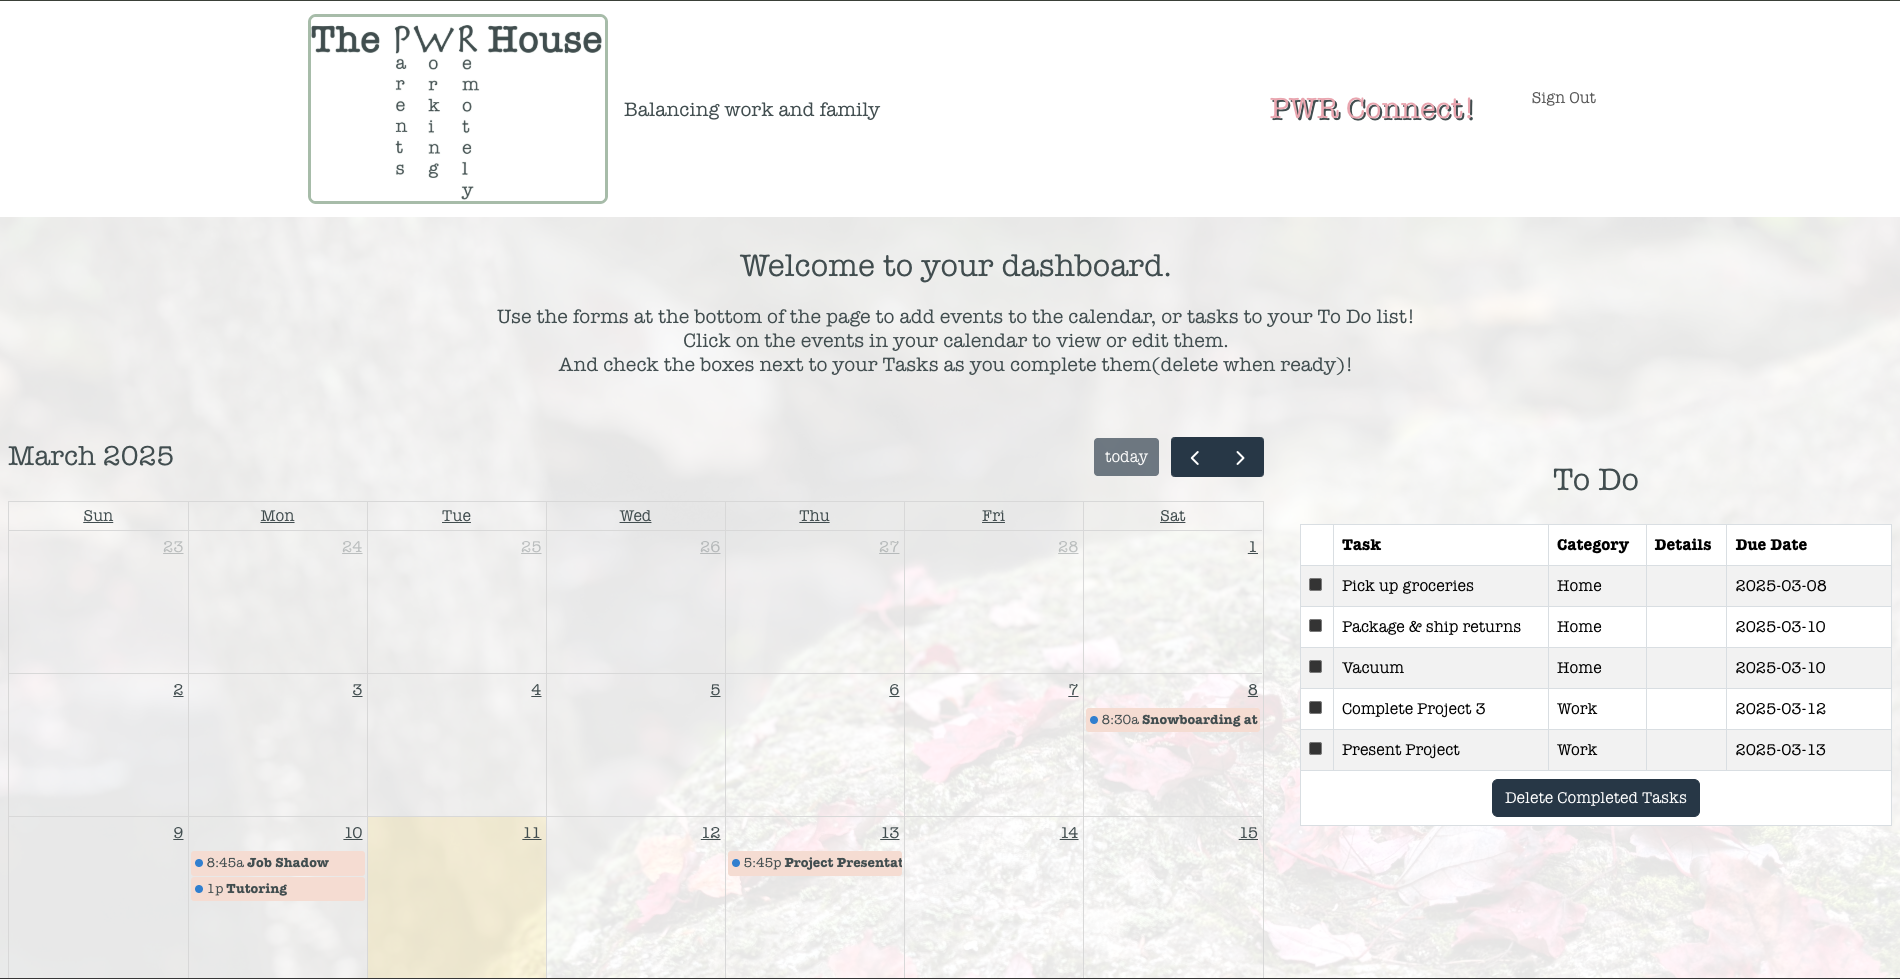 The PWR House
Parents
Working
Remotely
Balancing work and family
PWR Connect!
Sign Out
Welcome to your dashboard.
Use the forms at the bottom of the page to add events to the calendar, or tasks to your To Do list!
Click on the events in your calendar to view or edit them.
And check the boxes next to your Tasks as you complete them(delete when ready)!
March 2025
today
Sun Mon Tue Wed Thu Fri Sat
23 24 25 26 27 28 1
2 3 4 5 6 7 8
8:30a Snowboarding at
9 10 11 12 13 14 15
8:45a Job Shadow
1p Tutoring
5:45p Project Presentat
To Do
Task Category Details Due Date
Pick up groceries Home 2025-03-08
Package & ship returns Home 2025-03-10
Vacuum Home 2025-03-10
Complete Project 3 Work 2025-03-12
Present Project Work 2025-03-13
Delete Completed Tasks